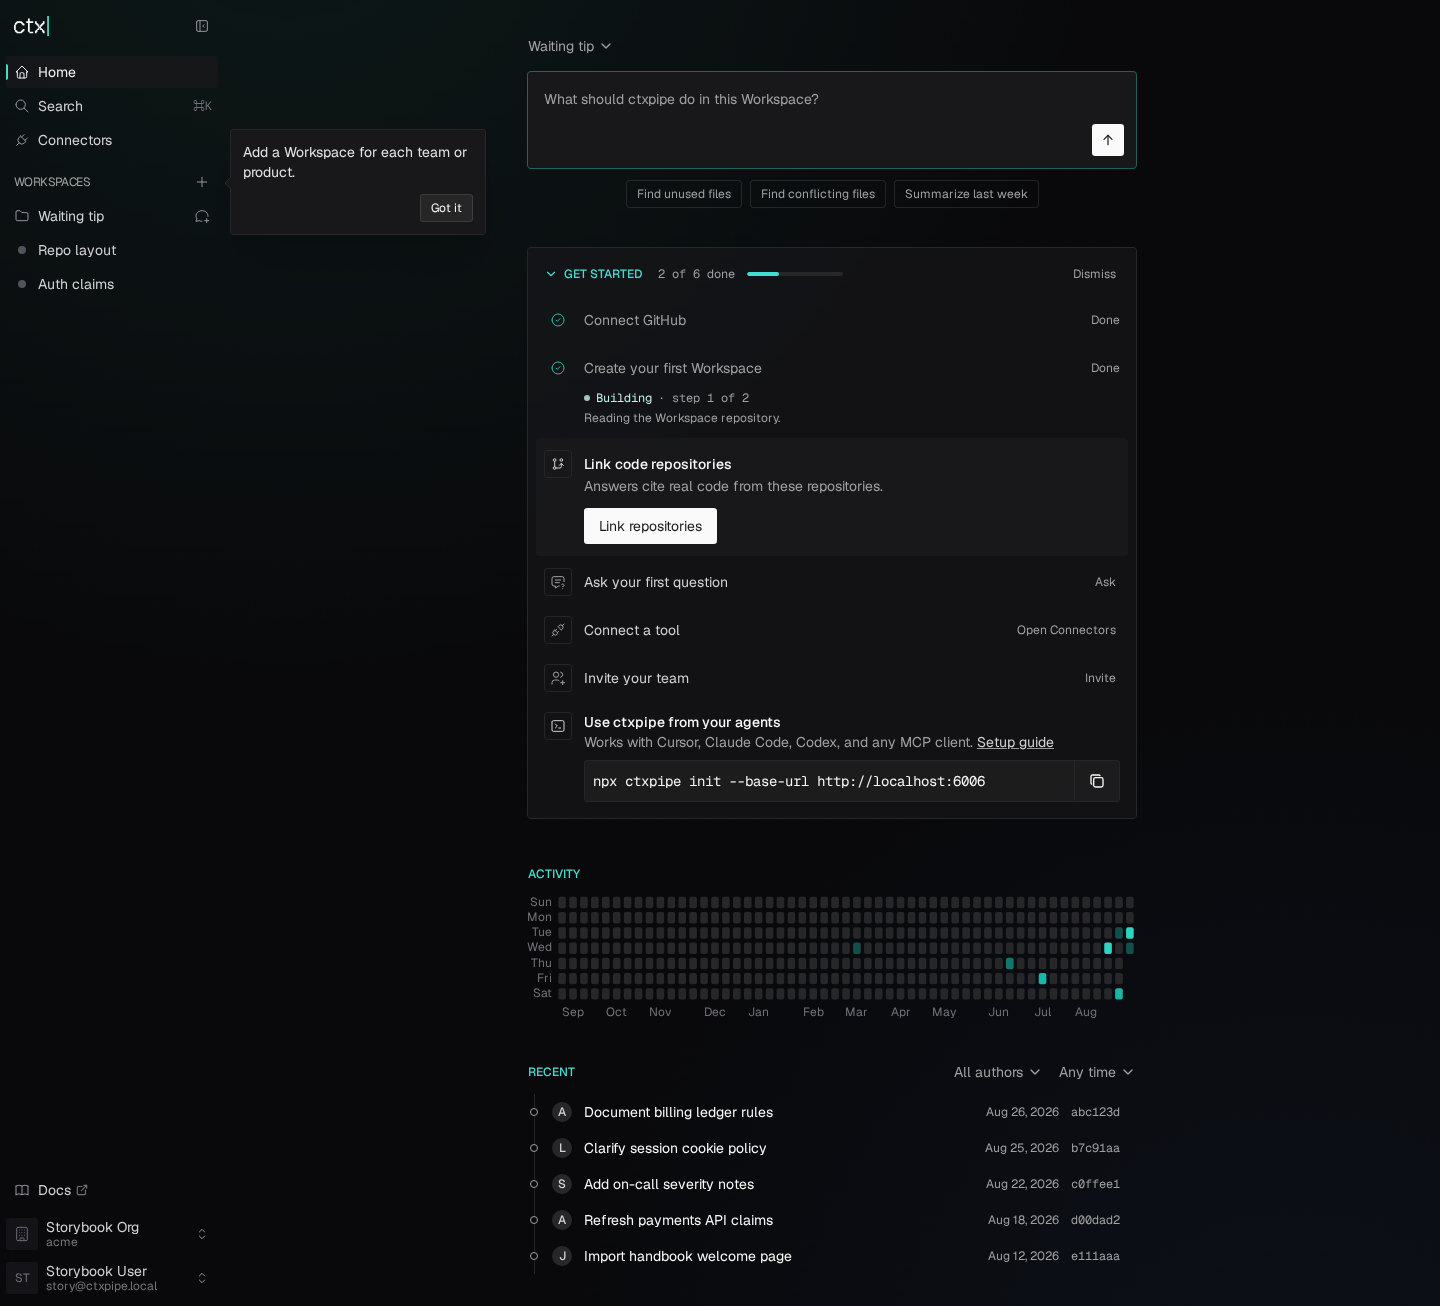 ctx
Home
Search ⌘K
Connectors
WORKSPACES
Waiting tip
Repo layout
Auth claims
Add a Workspace for each team or
product.
Got it
Waiting tip
What should ctxpipe do in this Workspace?
Find unused files Find conflicting files Summarize last week
GET STARTED 2 of 6 done Dismiss
Connect GitHub Done
Create your first Workspace Done
Building · step 1 of 2
Reading the Workspace repository.
Link code repositories
Answers cite real code from these repositories.
Link repositories
Ask your first question Ask
Connect a tool Open Connectors
Invite your team Invite
Use ctxpipe from your agents
Works with Cursor, Claude Code, Codex, and any MCP client. Setup guide
npx ctxpipe init --base-url http://localhost:6006
ACTIVITY
Sun
Mon
Tue
Wed
Thu
Fri
Sat
Sep Oct Nov Dec Jan Feb Mar Apr May Jun Jul Aug
RECENT All authors Any time
A Document billing ledger rules Aug 26, 2026 abc123d
L Clarify session cookie policy Aug 25, 2026 b7c91aa
S Add on-call severity notes Aug 22, 2026 c0ffee1
A Refresh payments API claims Aug 18, 2026 d00dad2
J Import handbook welcome page Aug 12, 2026 e111aaa
Docs
Storybook Org
acme
ST Storybook User
story@ctxpipe.local